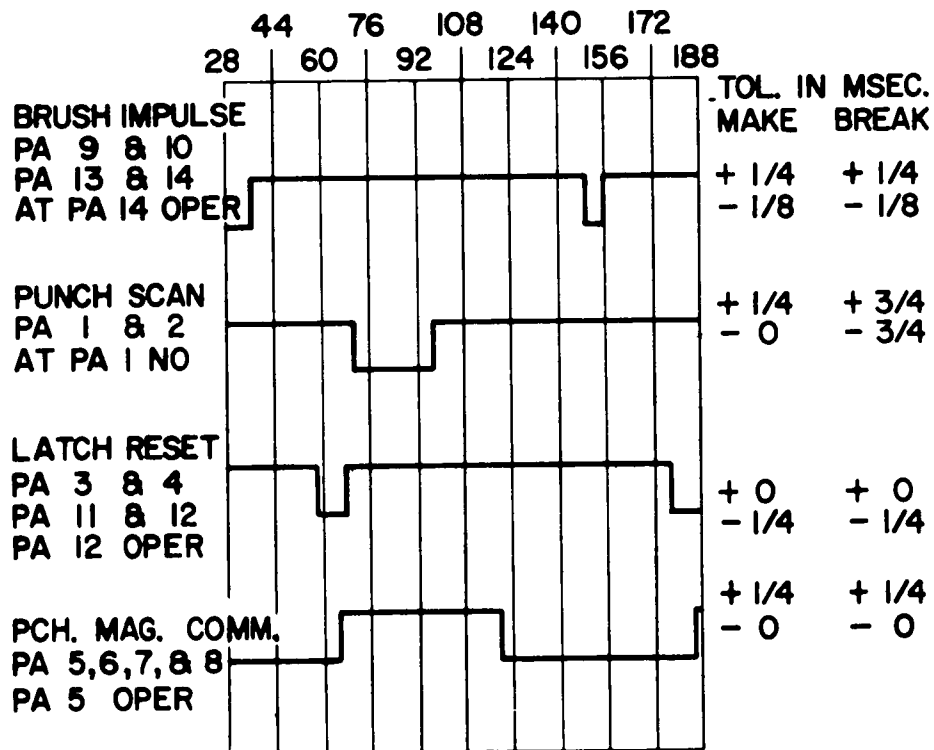 44 76 108 140 172
28 60 92 124 156 188
.TOL. IN MSEC.
MAKE BREAK
BRUSH IMPULSE
PA 9 & 10
PA 13 & 14
AT PA 14 OPER
+ 1/4 + 1/4
- 1/8 - 1/8
PUNCH SCAN
PA 1 & 2
AT PA 1 NO
+ 1/4 + 3/4
- 0 - 3/4
LATCH RESET
PA 3 & 4
PA 11 & 12
PA 12 OPER
+ 0 + 0
- 1/4 - 1/4
PCH. MAG. COMM.
PA 5,6,7, & 8
PA 5 OPER
+ 1/4 + 1/4
- 0 - 0